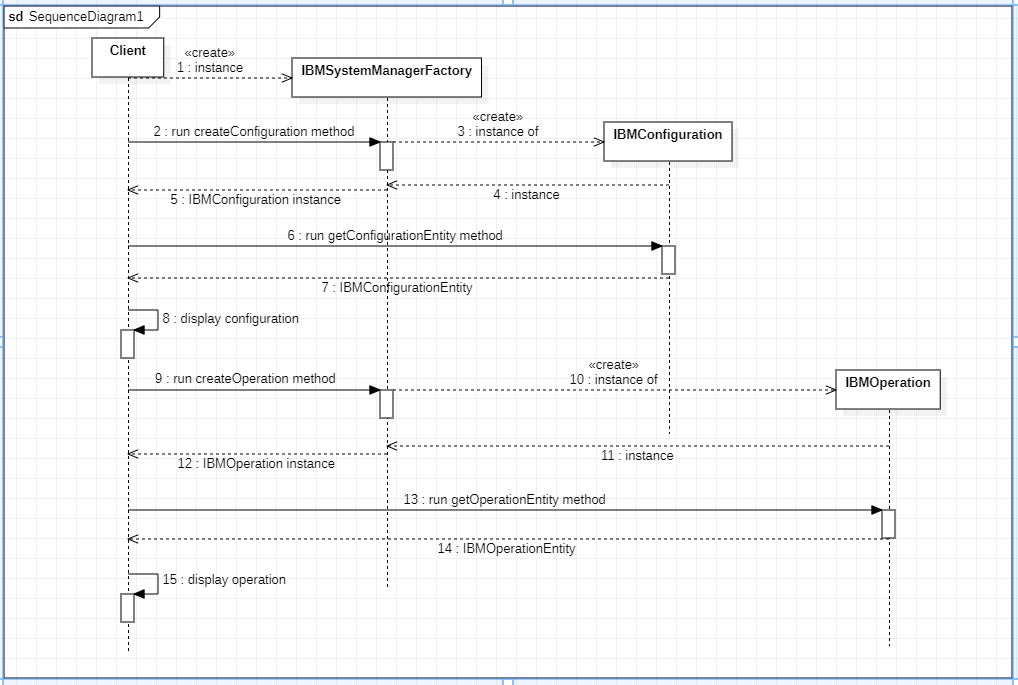 sd SequenceDiagram1
Client
«create»
1 : instance
IBMSystemManagerFactory
«create»
2 : run createConfiguration method
3 : instance of
IBMConfiguration
4 : instance
5 : IBMConfiguration instance
6 : run getConfigurationEntity method
7 : IBMConfigurationEntity
8 : display configuration
«create»
9 : run createOperation method
10 : instance of
IBMOperation
11 : instance
12 : IBMOperation instance
13 : run getOperationEntity method
14 : IBMOperationEntity
15 : display operation